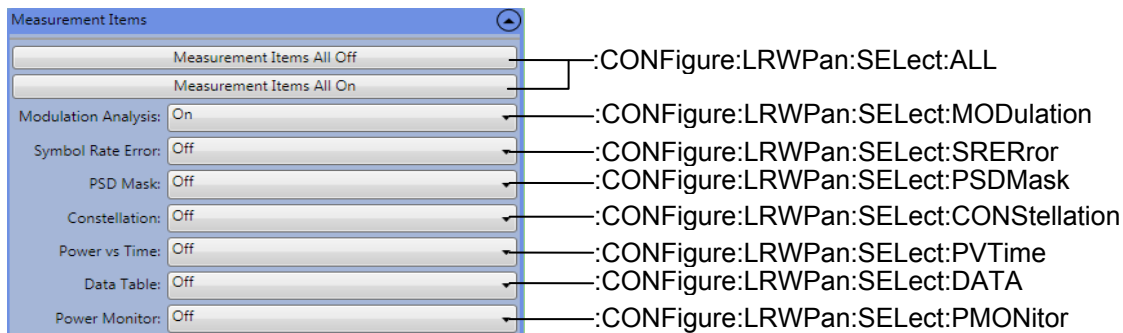 Measurement Items
Measurement Items All Off
:CONFigure:LRWPan:SELect:ALL
Measurement Items All On
Modulation Analysis: On
:CONFigure:LRWPan:SELect:MODulation
Symbol Rate Error: Off
:CONFigure:LRWPan:SELect:SRERror
PSD Mask: Off
:CONFigure:LRWPan:SELect:PSDMask
Constellation: Off
:CONFigure:LRWPan:SELect:CONStellation
Power vs Time: Off
:CONFigure:LRWPan:SELect:PVTime
Data Table: Off
:CONFigure:LRWPan:SELect:DATA
Power Monitor: Off
:CONFigure:LRWPan:SELect:PMONitor